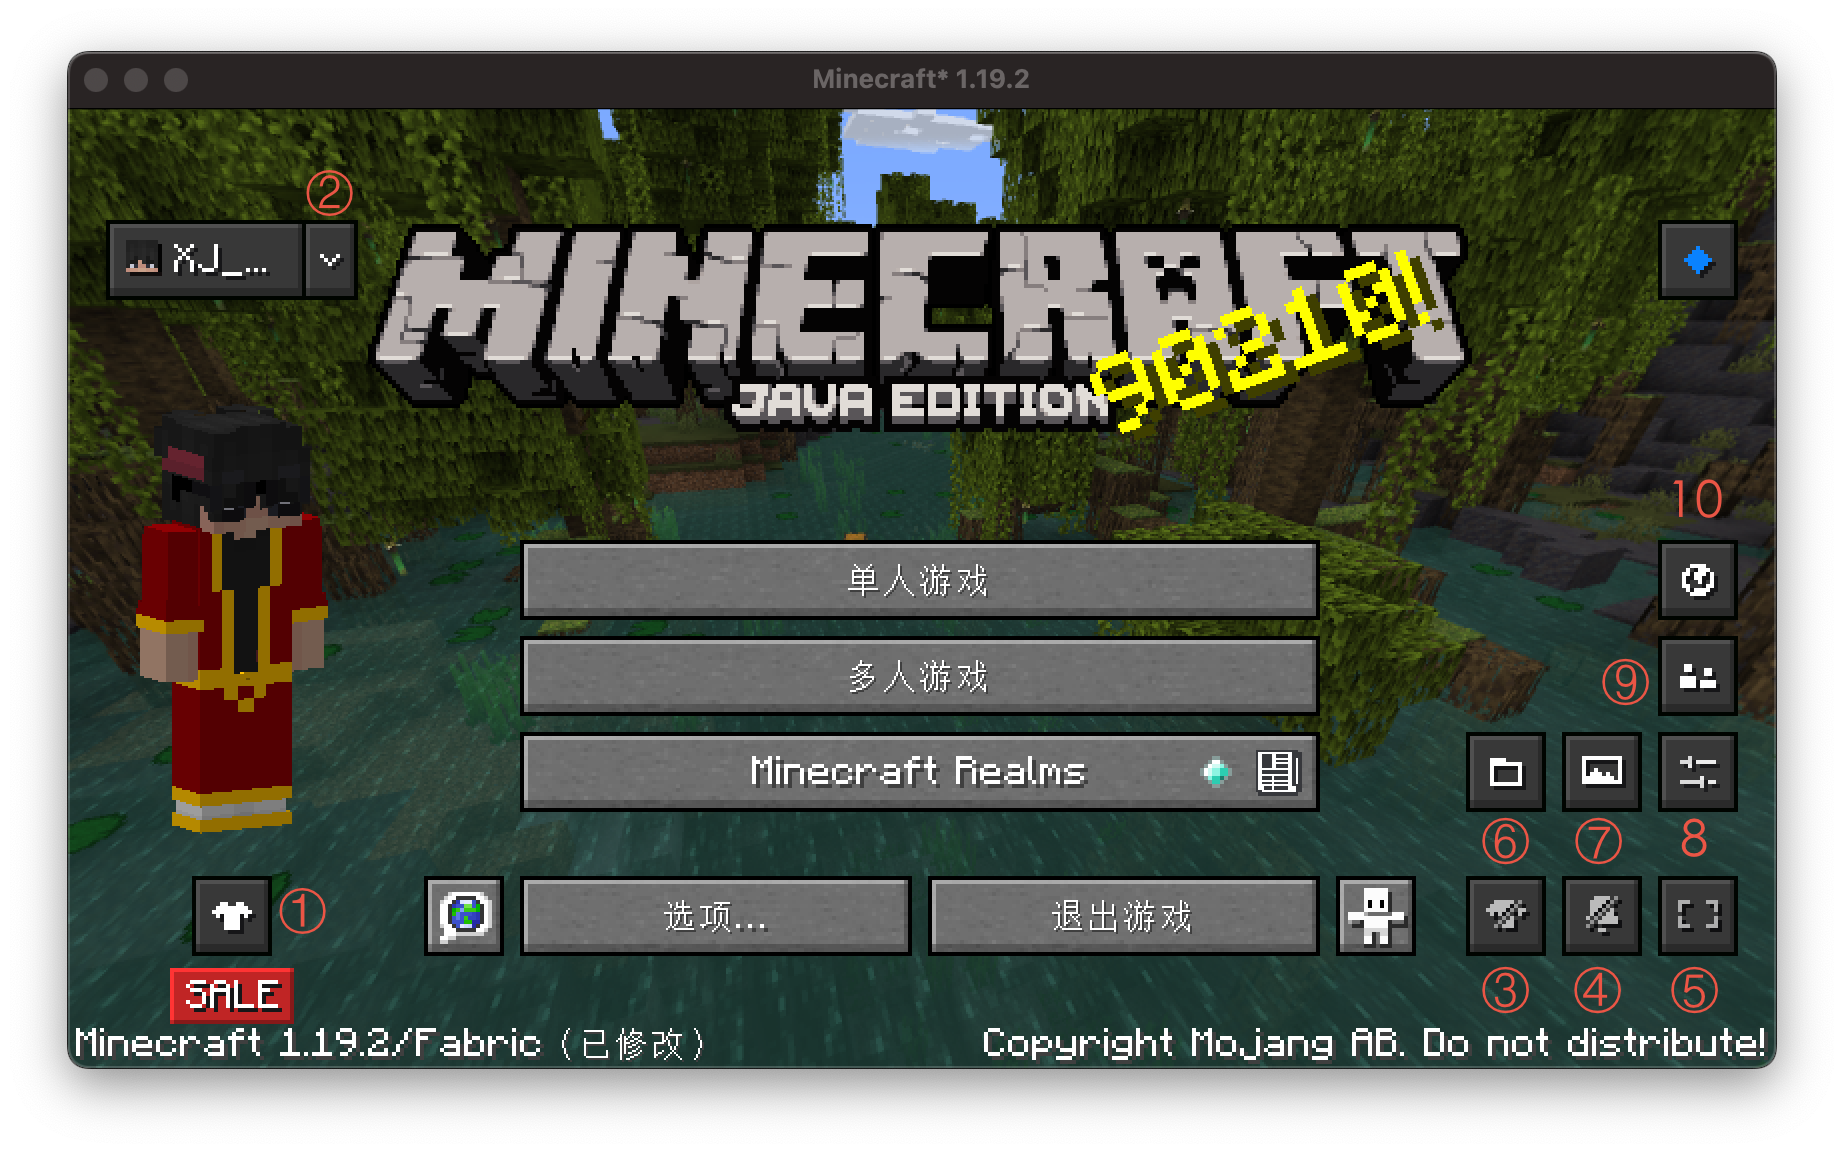 Minecraft* 1.19.2
②
XJ_...
MINECRAFT
JAVA EDITION
90210!
10
单人游戏
多人游戏
⑨
Minecraft Realms
⑥ ⑦ 8
①
选项...
退出游戏
③ ④ ⑤
SALE
Minecraft 1.19.2/Fabric（已修改）
Copyright Mojang AB. Do not distribute!